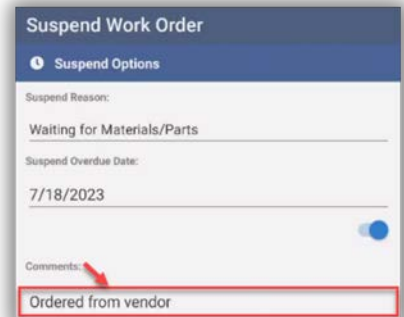 Suspend Work Order
Suspend Options
Suspend Reason:
Waiting for Materials/Parts
Suspend Overdue Date:
7/18/2023
Comments:
Ordered from vendor